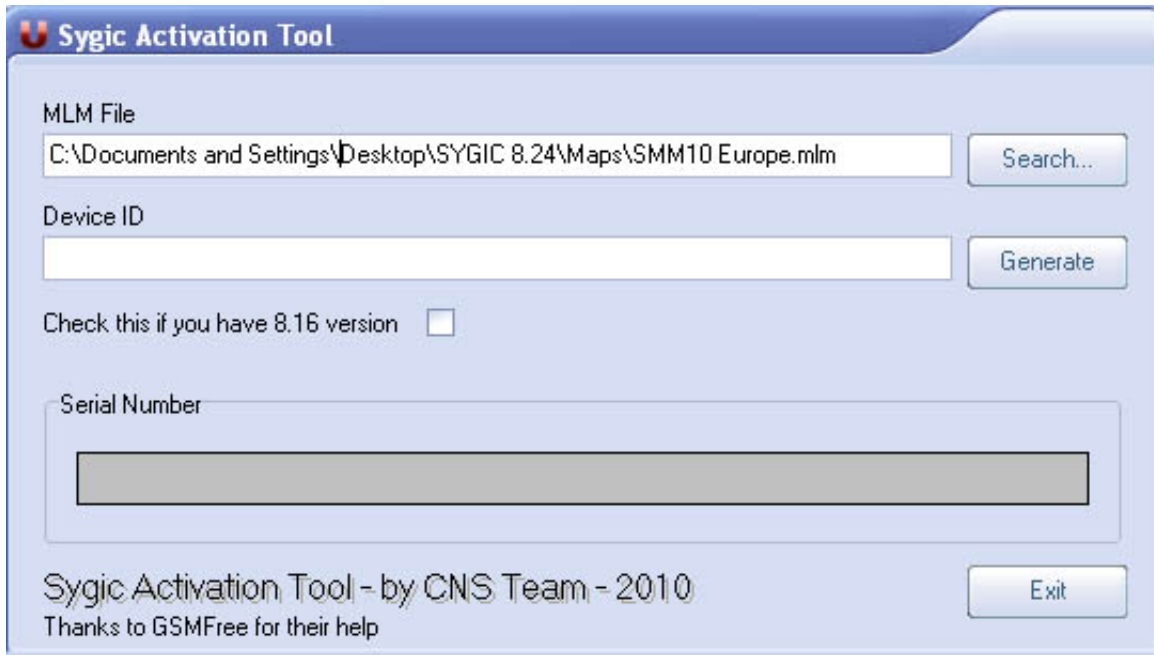 Sygic Activation Tool
MLM File
C:\Documents and Settings\Desktop\SYGIC 8.24\Maps\SMM10 Europe.mlm
Search...
Device ID
Generate
Check this if you have 8.16 version
Serial Number
Sygic Activation Tool - by CNS Team - 2010
Exit
Thanks to GSMFree for their help